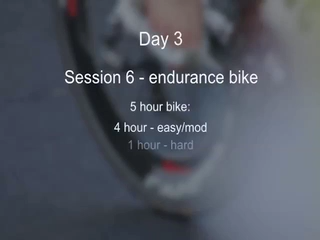 Day 3
Session 6 - endurance bike
5 hour bike:
4 hour - easy/mod
1 hour - hard